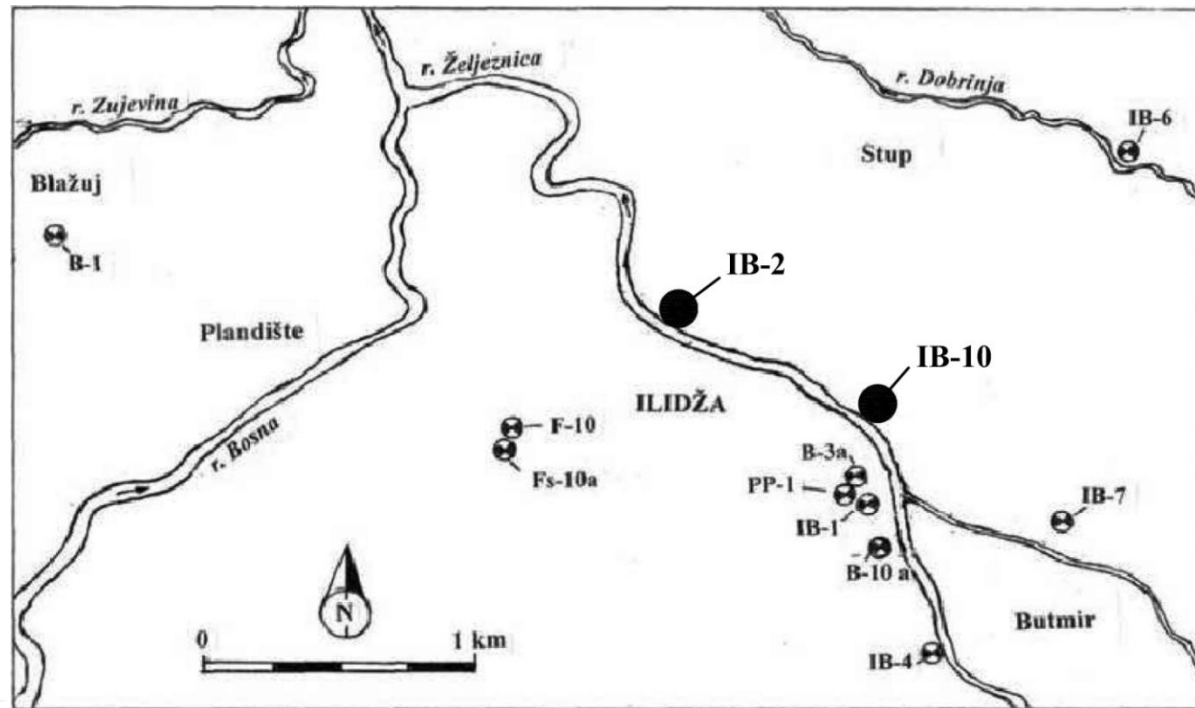 r. Željeznica
r. Dobrinja
r. Zujevina
IB-6
Stup
Blažuj
B-1
IB-2
Plandište
IB-10
ILIDŽA
r. Bosna
F-10
Fs-10a
B-3a
PP-1
IB-1
IB-7
B-10 a
N
Butmir
0 1 km
IB-4